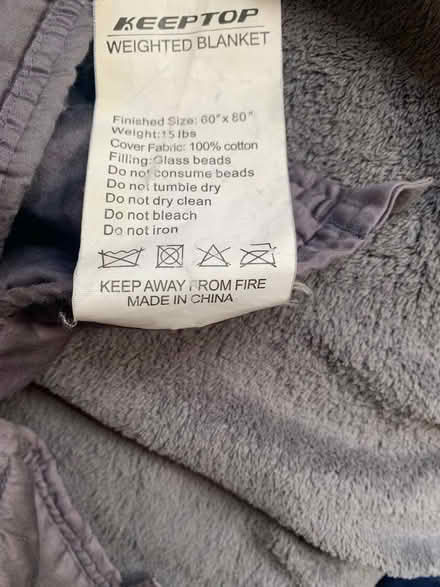 KEEPTOP
WEIGHTED BLANKET
Finished Size: 60"x 80"
Weight:15 lbs
Cover Fabric: 100% cotton
Filling:Glass beads
Do not consume beads
Do not tumble dry
Do not dry clean
Do not bleach
Do not iron
KEEP AWAY FROM FIRE
MADE IN CHINA